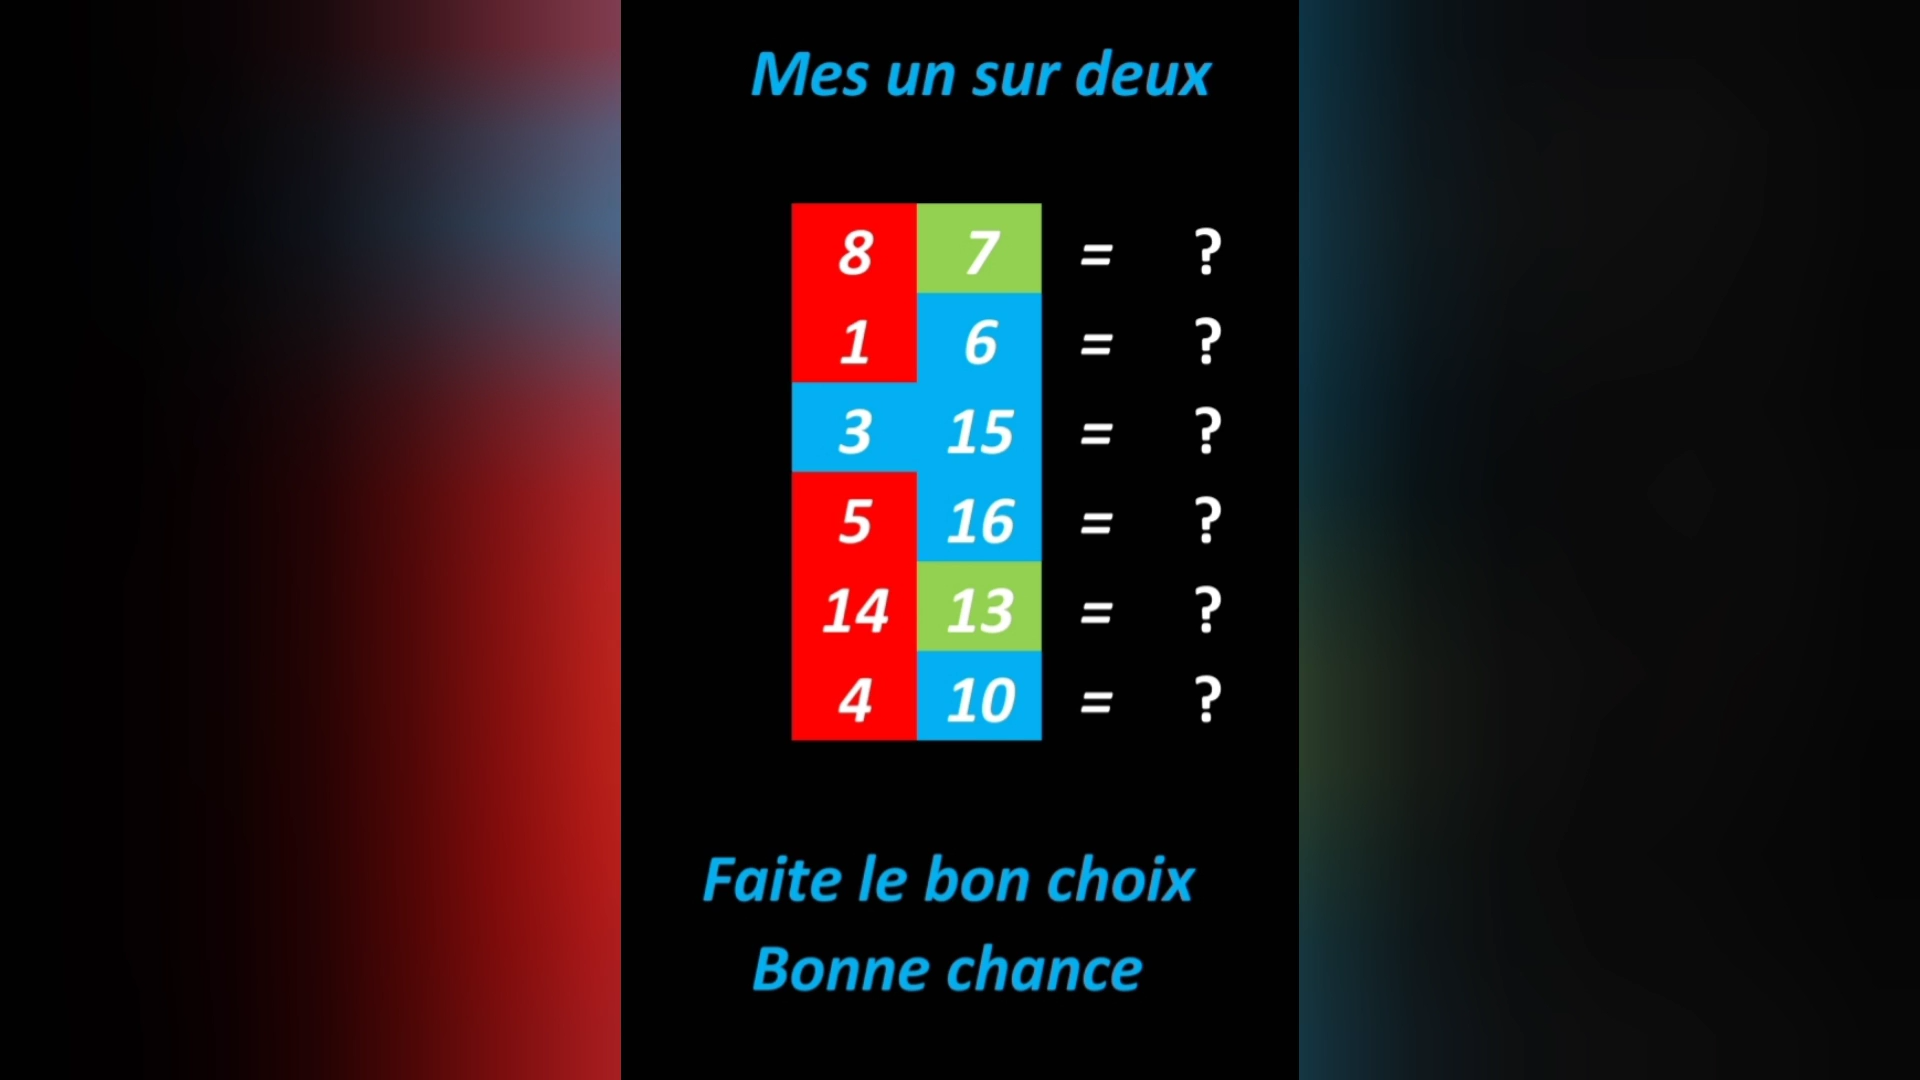 Mes un sur deux
8 7 = ?
1 6 = ?
3 15 = ?
5 16 = ?
14 13 = ?
4 10 = ?
Faite le bon choix
Bonne chance